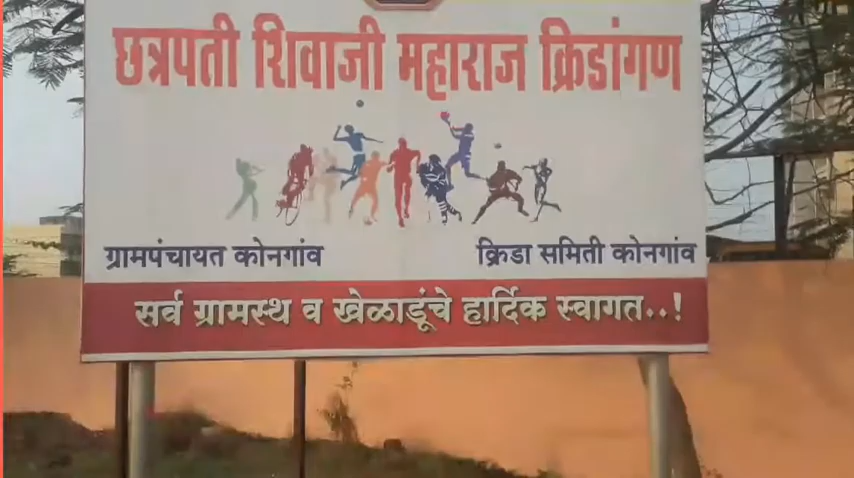 छत्रपती शिवाजी महाराज क्रिडांगण
ग्रामपंचायत कोनगांव
क्रिडा समिती कोनगांव
सर्व ग्रामस्थ व खेळाडूंचे हार्दिक स्वागत..!